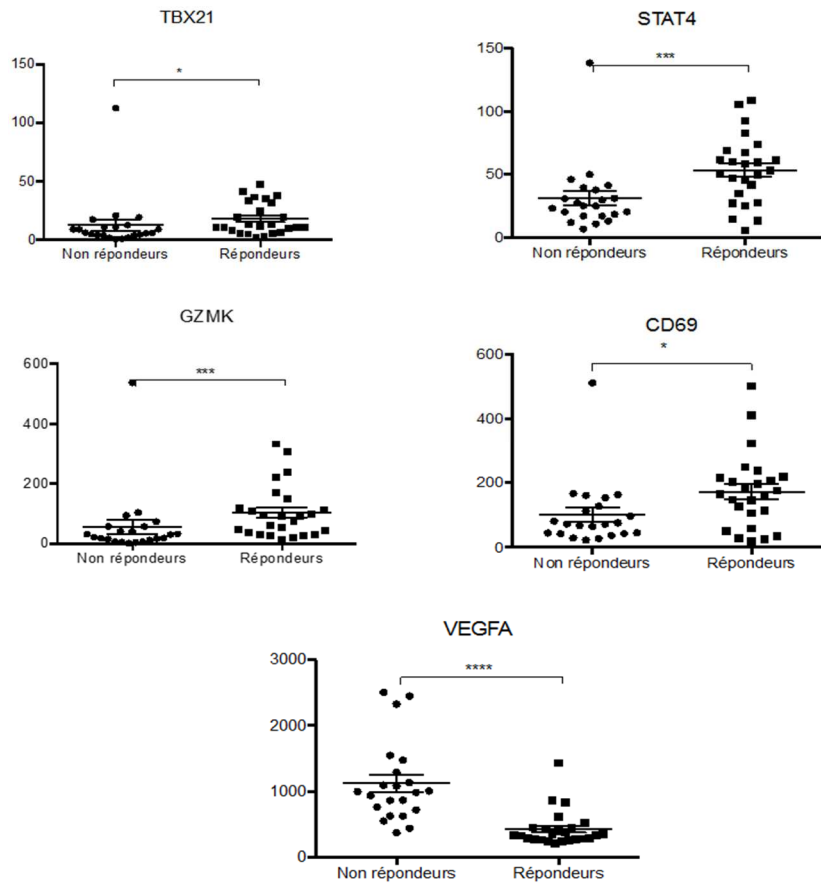 TBX21
150
100
50
0
*
Non répondeurs
Répondeurs
STAT4
150
100
50
0
***
Non répondeurs
Répondeurs
GZMK
600
400
200
0
***
Non répondeurs
Répondeurs
CD69
600
400
200
0
*
Non répondeurs
Répondeurs
VEGFA
3000
2000
1000
0
****
Non répondeurs
Répondeurs